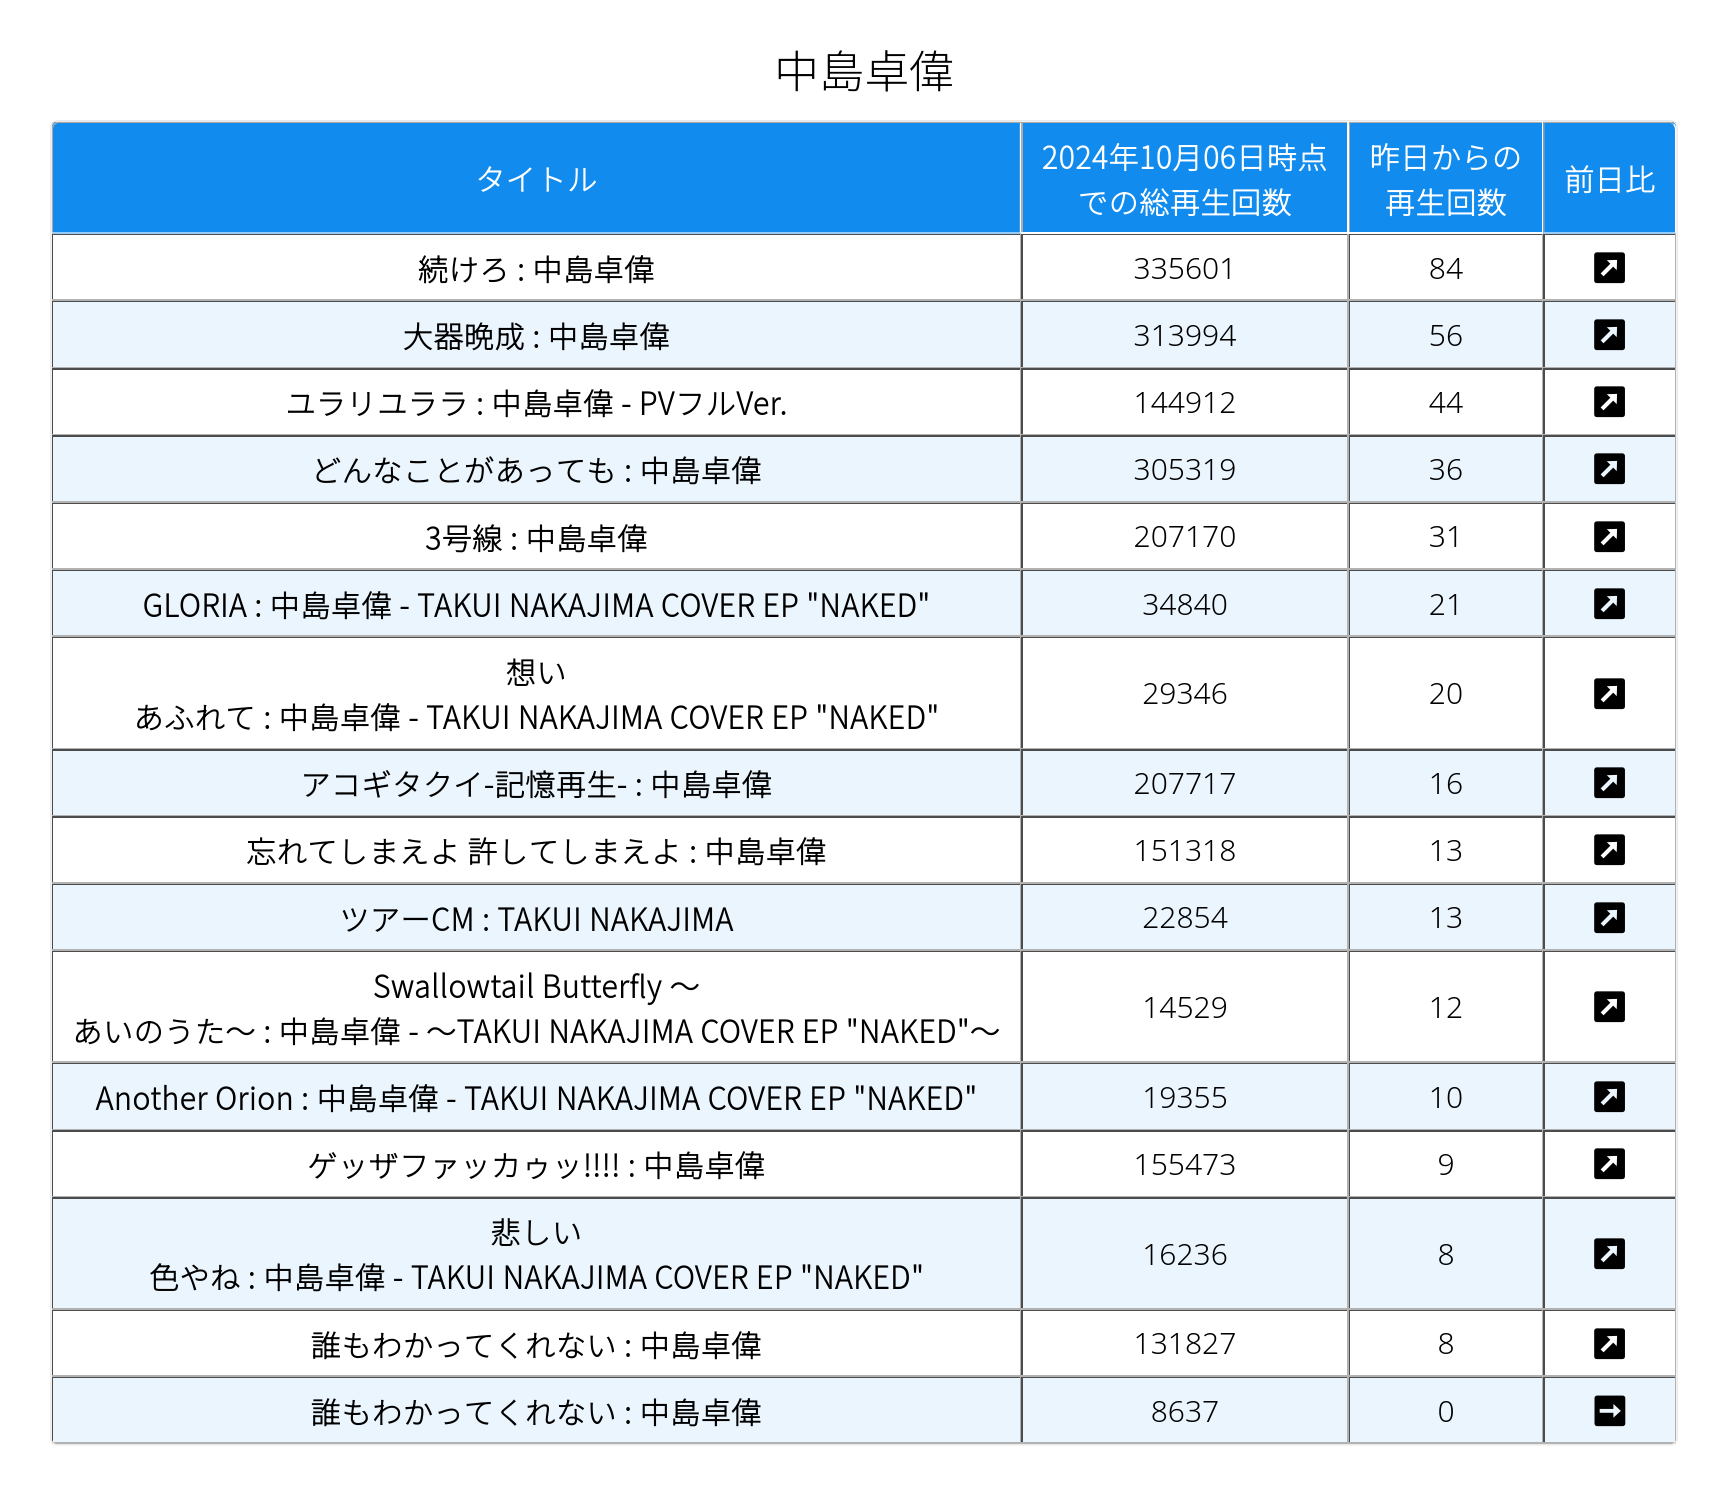 中島卓偉
タイトル
2024年10月06日時点
での総再生回数
昨日からの
再生回数
前日比
続けろ : 中島卓偉 335601 84
大器晩成 : 中島卓偉 313994 56
ユラリユララ : 中島卓偉 - PVフルVer. 144912 44
どんなことがあっても : 中島卓偉 305319 36
3号線 : 中島卓偉 207170 31
GLORIA : 中島卓偉 - TAKUI NAKAJIMA COVER EP "NAKED" 34840 21
想い
あふれて : 中島卓偉 - TAKUI NAKAJIMA COVER EP "NAKED" 29346 20
アコギタクイ-記憶再生- : 中島卓偉 207717 16
忘れてしまえよ 許してしまえよ : 中島卓偉 151318 13
ツアーCM : TAKUI NAKAJIMA 22854 13
Swallowtail Butterfly ～
あいのうた～ : 中島卓偉 - ～TAKUI NAKAJIMA COVER EP "NAKED"～ 14529 12
Another Orion : 中島卓偉 - TAKUI NAKAJIMA COVER EP "NAKED" 19355 10
ゲッザファッカゥッ!!!! : 中島卓偉 155473 9
悲しい
色やね : 中島卓偉 - TAKUI NAKAJIMA COVER EP "NAKED" 16236 8
誰もわかってくれない : 中島卓偉 131827 8
誰もわかってくれない : 中島卓偉 8637 0